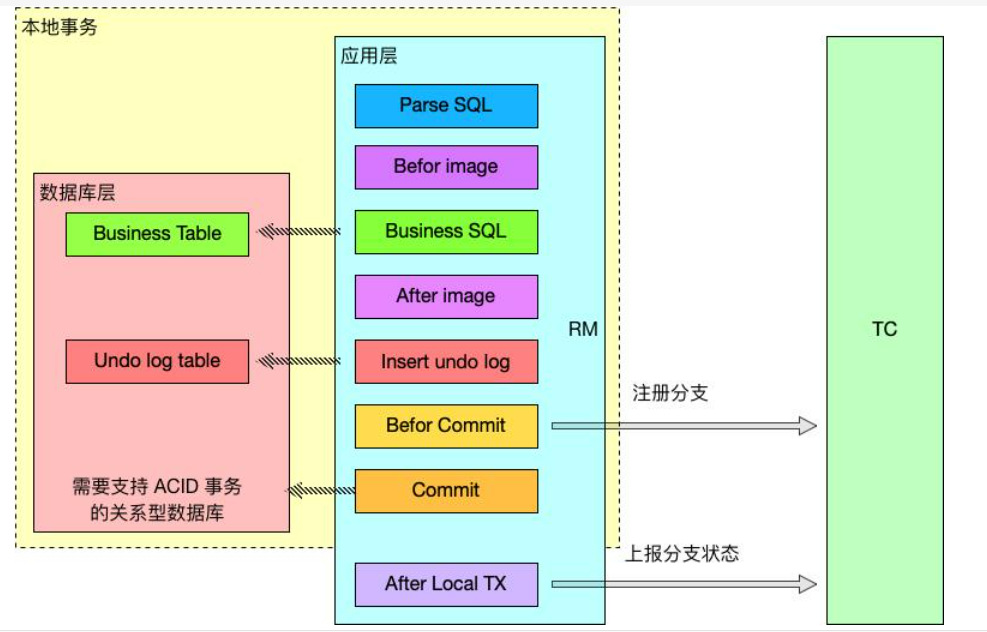 本地事务
应用层
Parse SQL
Befor image
数据库层
Business Table
Business SQL
After image
RM
TC
Undo log table
Insert undo log
注册分支
Befor Commit
需要支持 ACID 事务
的关系型数据库
Commit
上报分支状态
After Local TX